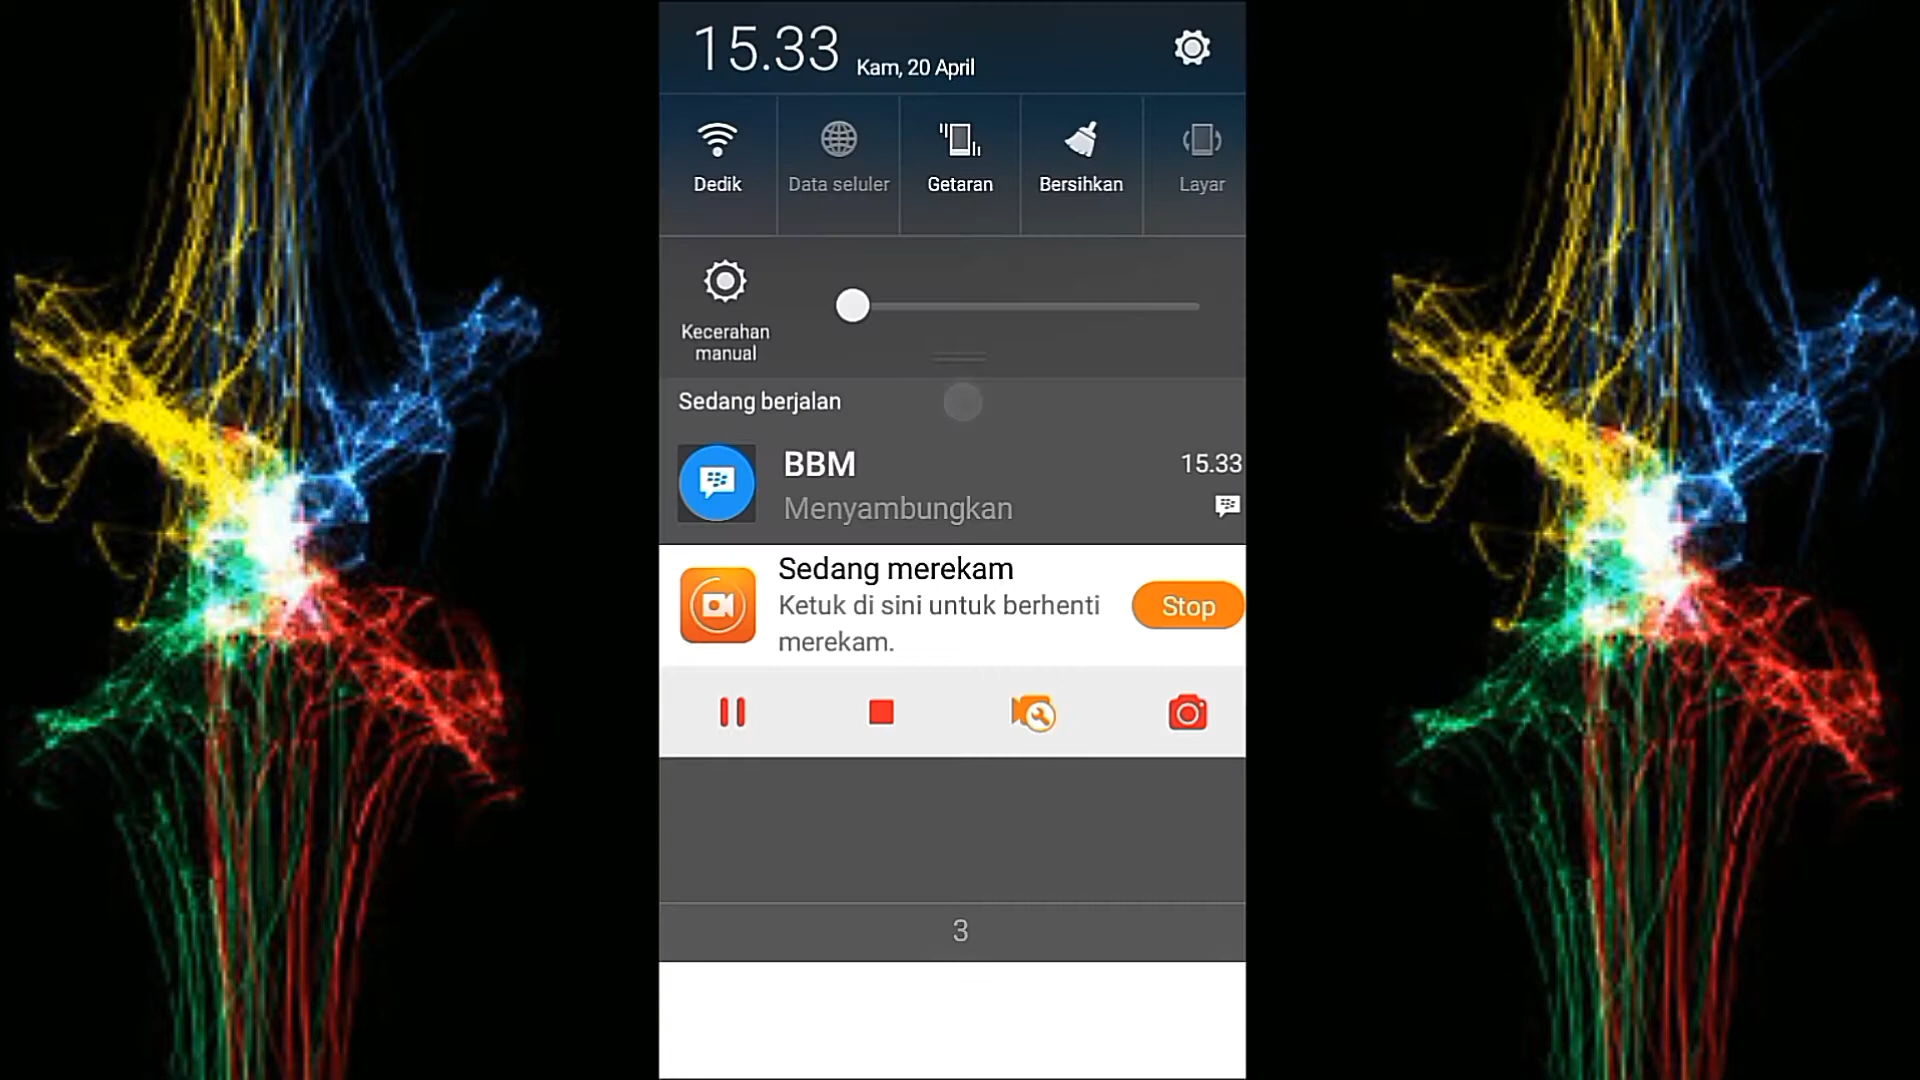 15.33 Kam, 20 April
Dedik Data seluler Getaran Bersihkan Layar
Kecerahan
manual
Sedang berjalan
BBM 15.33
Menyambungkan
Sedang merekam
Ketuk di sini untuk berhenti
merekam.
Stop
3